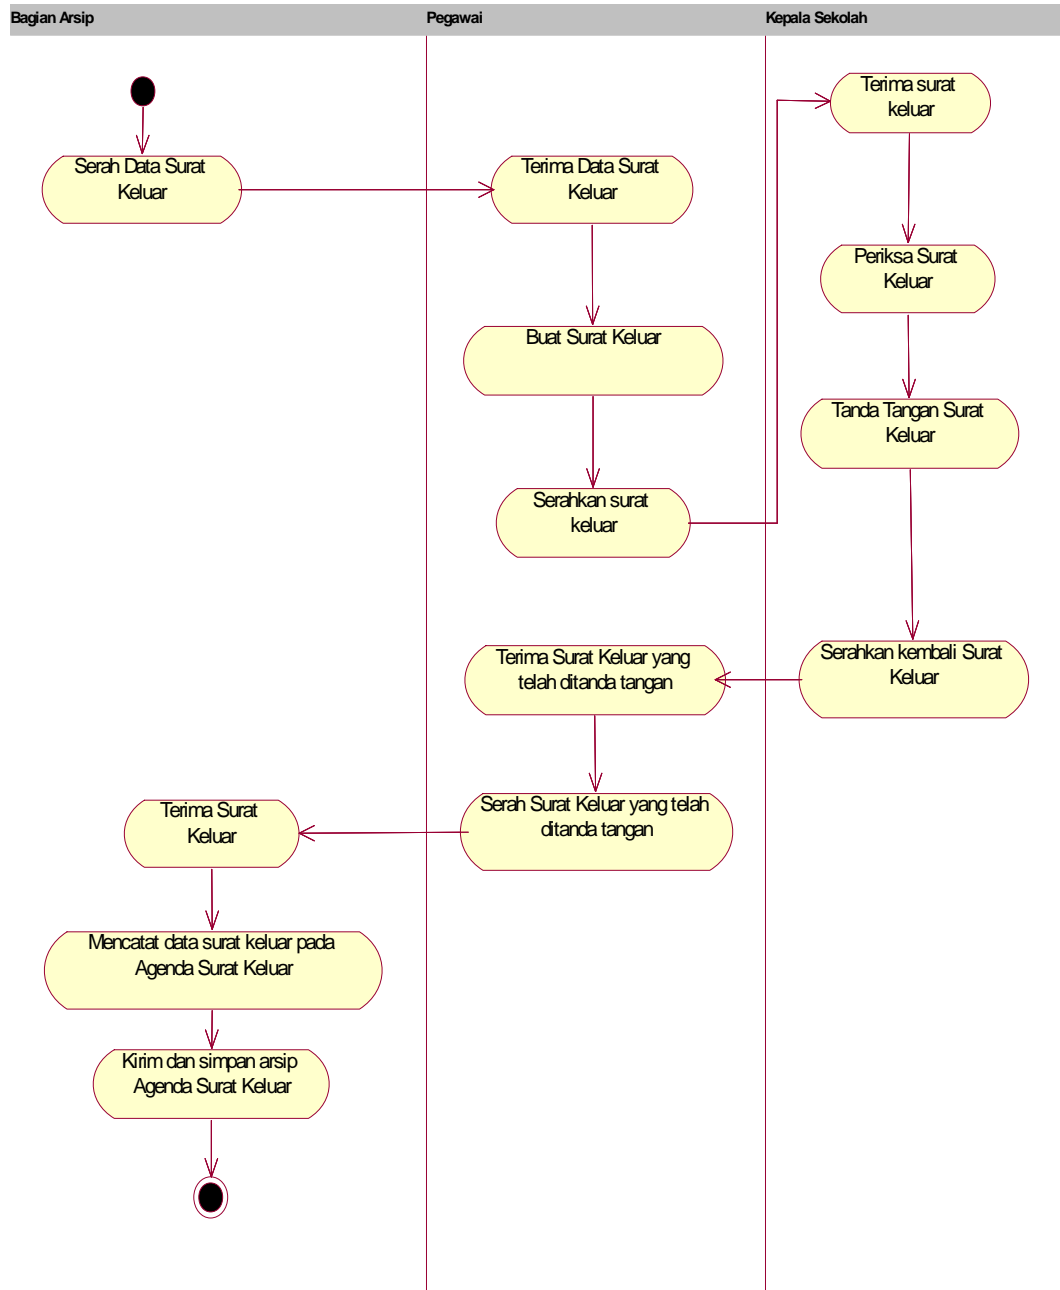 Bagian Arsip
Pegawai
Kepala Sekolah
Serah Data Surat
Keluar
Terima Data Surat
Keluar
Buat Surat Keluar
Serahkan surat
keluar
Terima surat
keluar
Periksa Surat
Keluar
Tanda Tangan Surat
Keluar
Serahkan kembali Surat
Keluar
Terima Surat Keluar yang
telah ditanda tangan
Serah Surat Keluar yang telah
ditanda tangan
Terima Surat
Keluar
Mencatat data surat keluar pada
Agenda Surat Keluar
Kirim dan simpan arsip
Agenda Surat Keluar